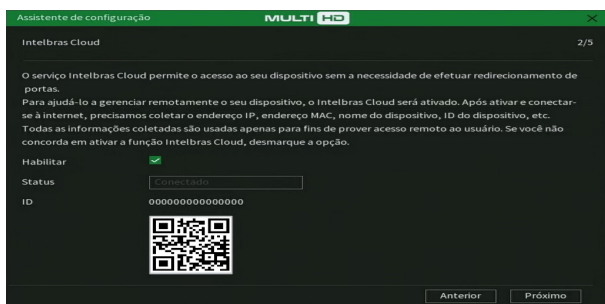 Assistente de configuração
MULTI HD
Intelbras Cloud
2/5
O serviço Intelbras Cloud permite o acesso ao seu dispositivo sem a necessidade de efetuar redirecionamento de
portas.
Para ajudá-lo a gerenciar remotamente o seu dispositivo, o Intelbras Cloud será ativado. Após ativar e conectar-
se à internet, precisamos coletar o endereço IP, endereço MAC, nome do dispositivo, ID do dispositivo, etc.
Todas as informações coletadas são usadas apenas para fins de prover acesso remoto ao usuário. Se você não
concorda em ativar a função Intelbras Cloud, desmarque a opção.
Habilitar
Status Conectado
ID 000000000000000
Anterior Próximo